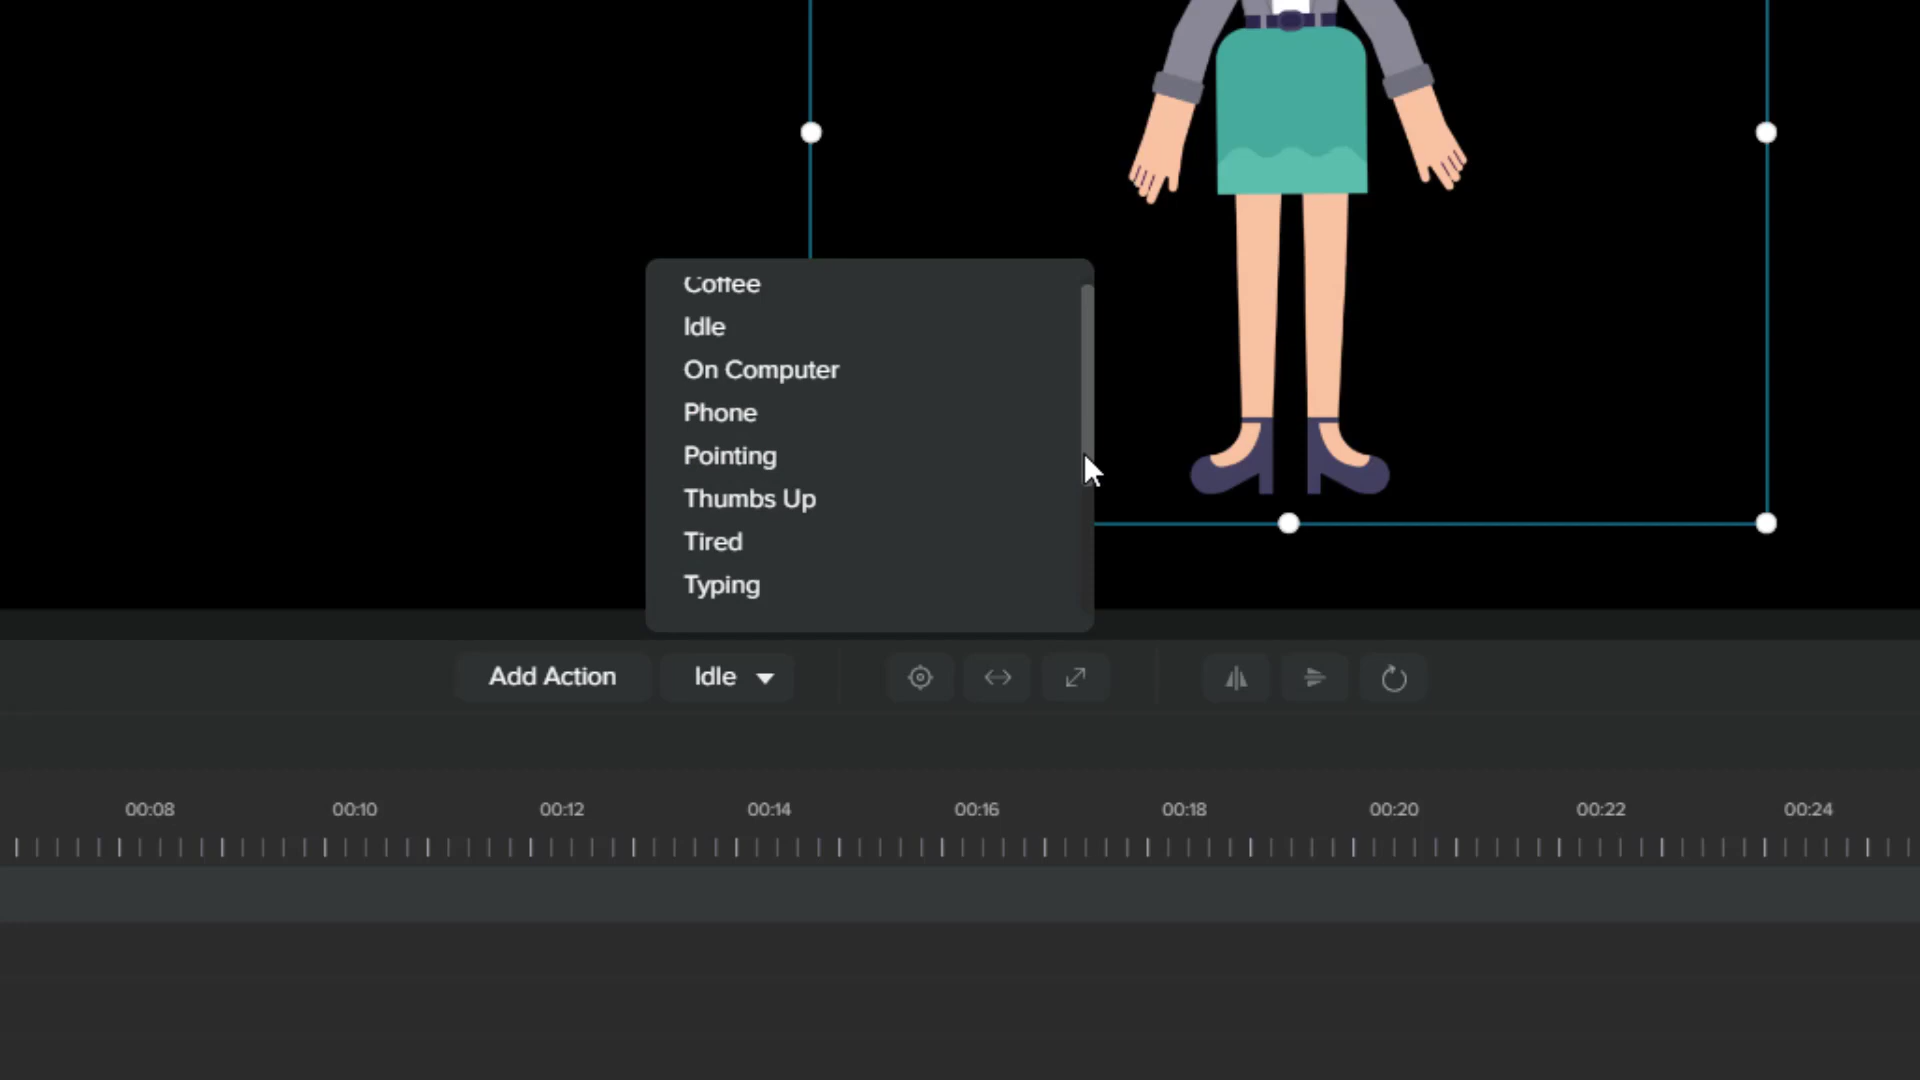 Coffee
Idle
On Computer
Phone
Pointing
Thumbs Up
Tired
Typing
Add Action
Idle
00:08 00:10 00:12 00:14 00:16 00:18 00:20 00:22 00:24